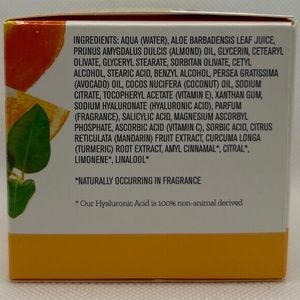 INGREDIENTS: AQUA (WATER), ALOE BARBADENSIS LEAF JUICE,
PRUNUS AMYGDALUS DULCIS (ALMOND) OIL, GLYCERIN, CETEARYL
OLIVATE, GLYCERYL STEARATE, SORBITAN OLIVATE, CETYL
ALCOHOL, STEARIC ACID, BENZYL ALCOHOL, PERSEA GRATISSIMA
(AVOCADO) OIL, COCOS NUCIFERA (COCONUT) OIL, SODIUM
CITRATE, TOCOPHERYL ACETATE (VITAMIN E), XANTHAN GUM,
SODIUM HYALURONATE (HYALURONIC ACID), PARFUM
(FRAGRANCE), SALICYLIC ACID, MAGNESIUM ASCORBYL
PHOSPHATE, ASCORBIC ACID (VITAMIN C), SORBIC ACID, CITRUS
RETICULATA (MANDARIN) FRUIT EXTRACT, CURCUMA LONGA
(TURMERIC) ROOT EXTRACT, AMYL CINNAMAL*, CITRAL*,
LIMONENE*, LINALOOL*
*NATURALLY OCCURRING IN FRAGRANCE
* Our Hyaluronic Acid is 100% non-animal derived